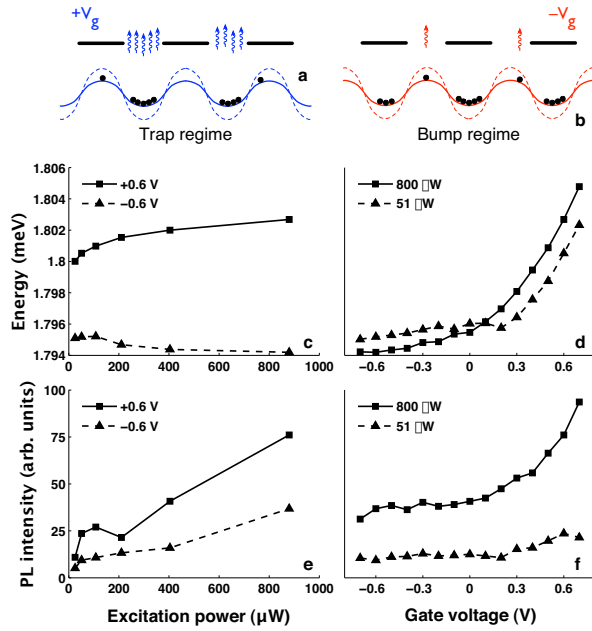 +Vg
−Vg
a
b
Trap regime
Bump regime
1.806
1.804
1.802
1.8
1.798
1.796
1.794
Energy (meV)
+0.6 V
−0.6 V
c
0 200 400 600 800 1000
800 ▯W
51 ▯W
d
−0.6 −0.3 0 0.3 0.6
100
75
50
25
0
PL intensity (arb. units)
+0.6 V
−0.6 V
e
0 200 400 600 800 1000
Excitation power (µW)
800 ▯W
51 ▯W
f
−0.6 −0.3 0 0.3 0.6
Gate voltage (V)